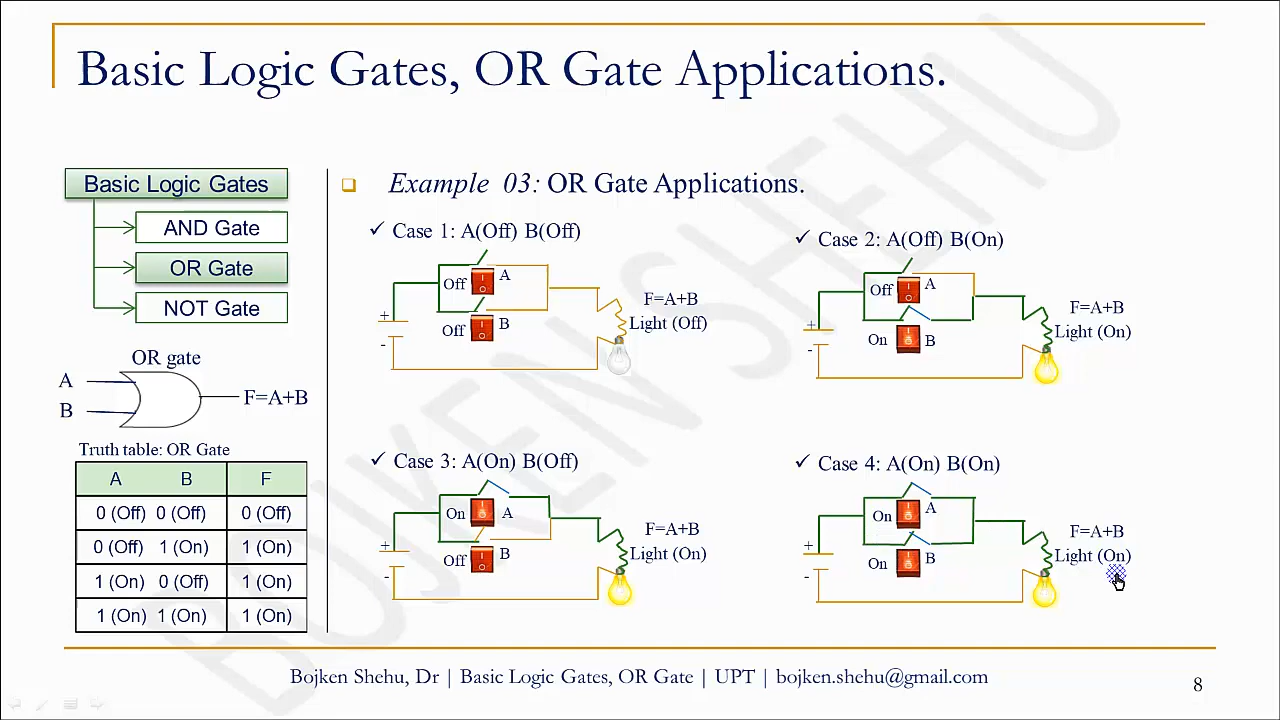 Basic Logic Gates, OR Gate Applications.
Basic Logic Gates
AND Gate
OR Gate
NOT Gate
OR gate
A
B
F=A+B
Truth table: OR Gate
A B F
0 (Off) 0 (Off) 0 (Off)
0 (Off) 1 (On) 1 (On)
1 (On) 0 (Off) 1 (On)
1 (On) 1 (On) 1 (On)
Example 03: OR Gate Applications.
Case 1: A(Off) B(Off)
Off A
Off B
+
-
F=A+B
Light (Off)
Case 2: A(Off) B(On)
Off A
On B
+
-
F=A+B
Light (On)
Case 3: A(On) B(Off)
On A
Off B
+
-
F=A+B
Light (On)
Case 4: A(On) B(On)
On A
On B
+
-
F=A+B
Light (On)
BOJKEN SHEHU
Bojken Shehu, Dr | Basic Logic Gates, OR Gate | UPT | bojken.shehu@gmail.com
8